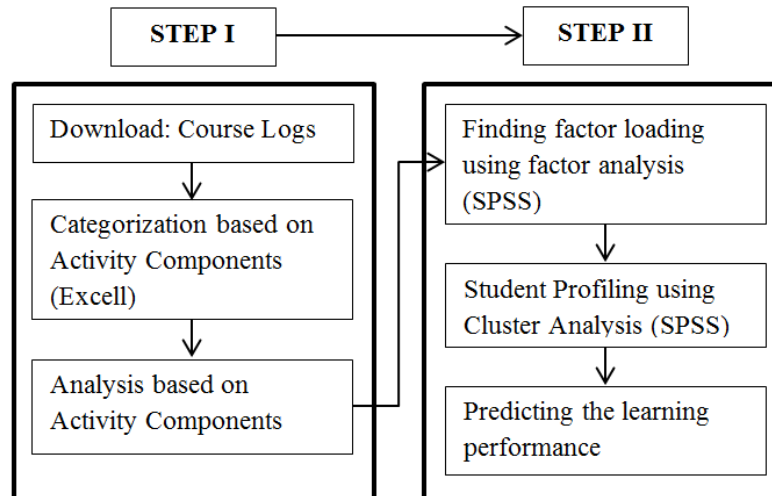 STEP I
STEP II
Download: Course Logs
Categorization based on
Activity Components
(Excell)
Analysis based on
Activity Components
Finding factor loading
using factor analysis
(SPSS)
Student Profiling using
Cluster Analysis (SPSS)
Predicting the learning
performance